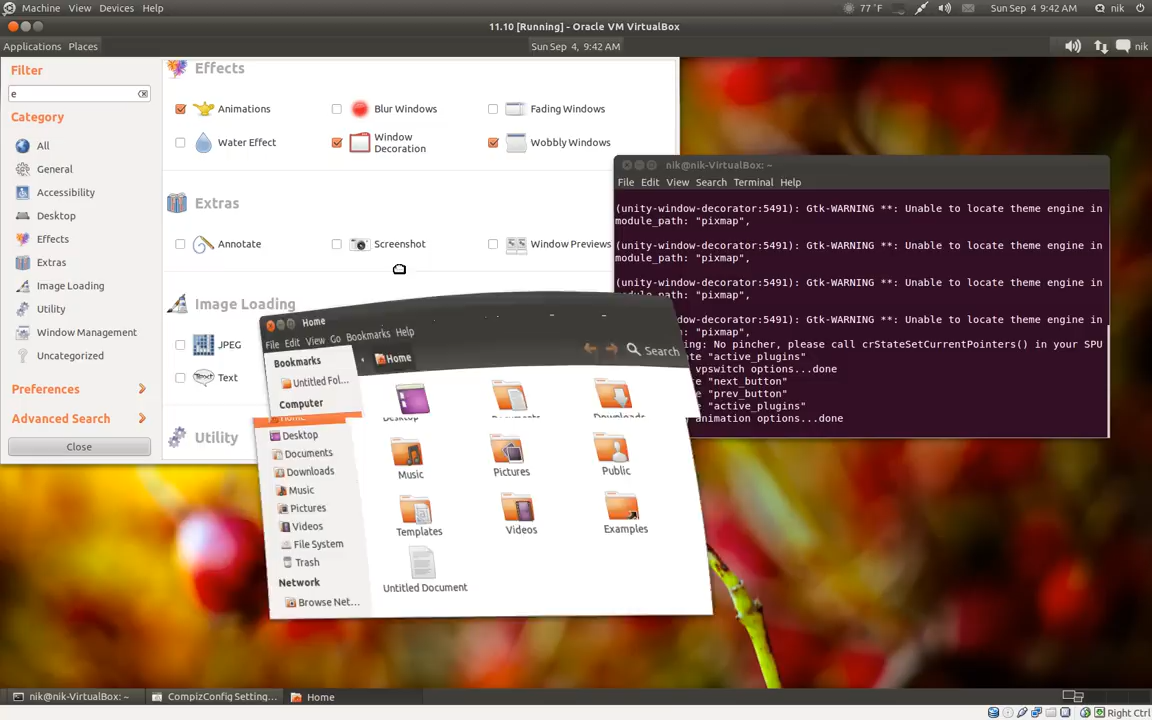 Machine View Devices Help
77 °F Sun Sep 4, 9:42 AM nik
11.10 [Running] - Oracle VM VirtualBox
Applications Places Sun Sep 4, 9:42 AM nik
Filter
e
Category
All
General
Accessibility
Desktop
Effects
Extras
Image Loading
Utility
Window Management
Uncategorized
Preferences
Advanced Search
Close
Effects
Animations Blur Windows Fading Windows
Water Effect Window Decoration Wobbly Windows
Extras
Annotate Screenshot Window Previews
Image Loading
JPEG
Text
Utility
nik@nik-VirtualBox: ~
File Edit View Search Terminal Help
(unity-window-decorator:5491): Gtk-WARNING **: Unable to locate theme engine in
module_path: "pixmap",
(unity-window-decorator:5491): Gtk-WARNING **: Unable to locate theme engine in
module_path: "pixmap",
(unity-window-decorator:5491): Gtk-WARNING **: Unable to locate theme engine in
path: "pixmap",
Gtk-WARNING **: Unable to locate theme engine in
"pixmap",
No pincher, please call crStateSetCurrentPointers() in your SPU
"active_plugins"
vpswitch options...done
"next_button"
"prev_button"
"active_plugins"
animation options...done
Home
File Edit View Go Bookmarks Help
Home Search
Bookmarks
Untitled Fol...
Computer
Home
Desktop
Documents
Downloads
Music
Pictures
Videos
File System
Trash
Network
Browse Net...
Desktop Documents Downloads
Music Pictures Public
Templates Videos Examples
Untitled Document
nik@nik-VirtualBox: ~ CompizConfig Setting... Home
Right Ctrl